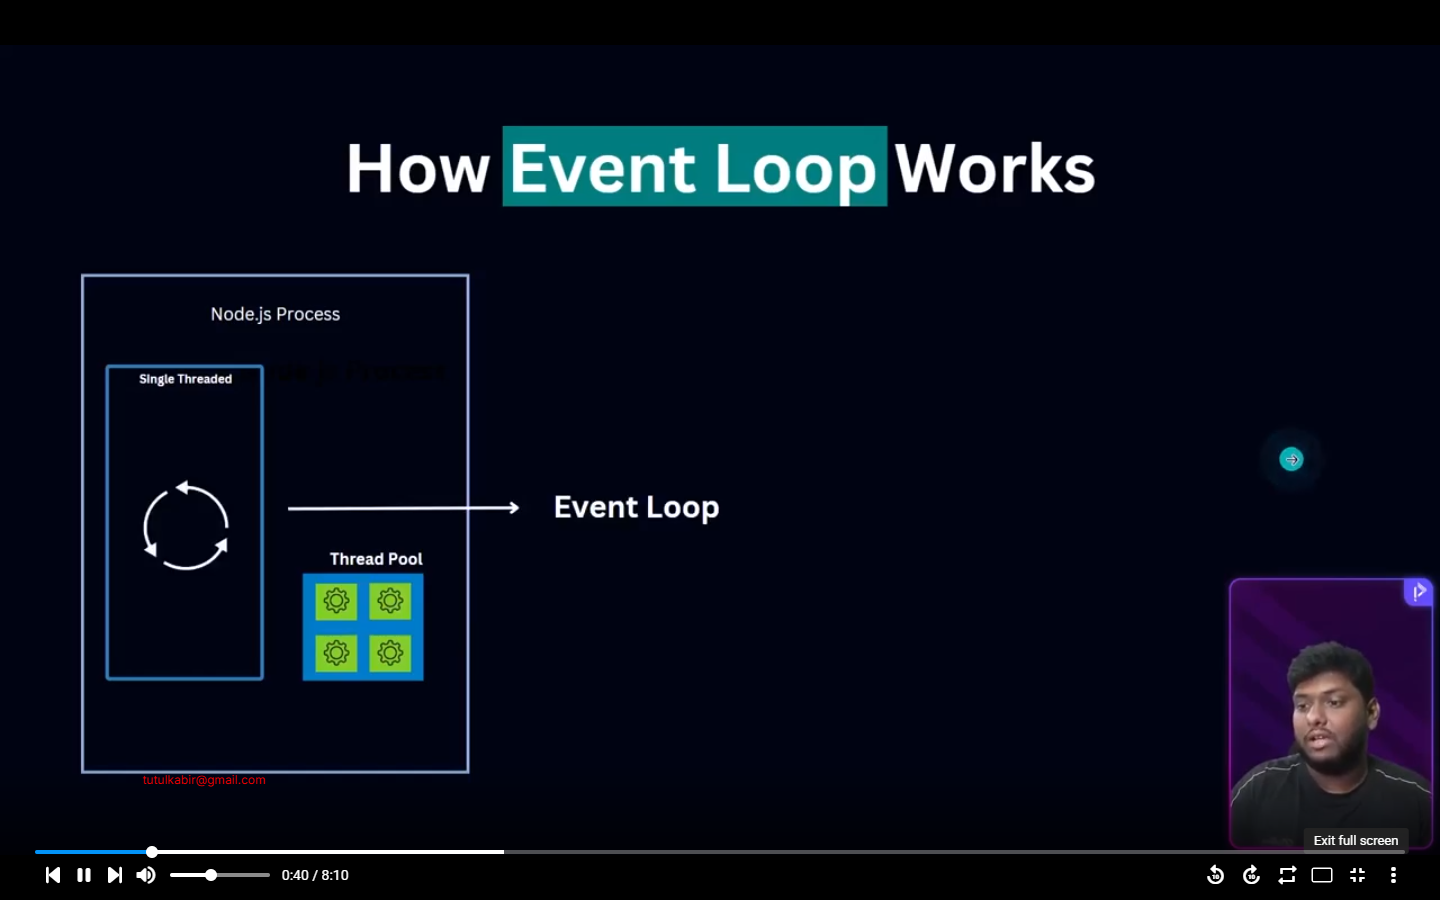 How Event Loop Works
Node.js Process
Single Threaded
Event Loop
Thread Pool
tutulkabir@gmail.com
Exit full screen
0:40 / 8:10